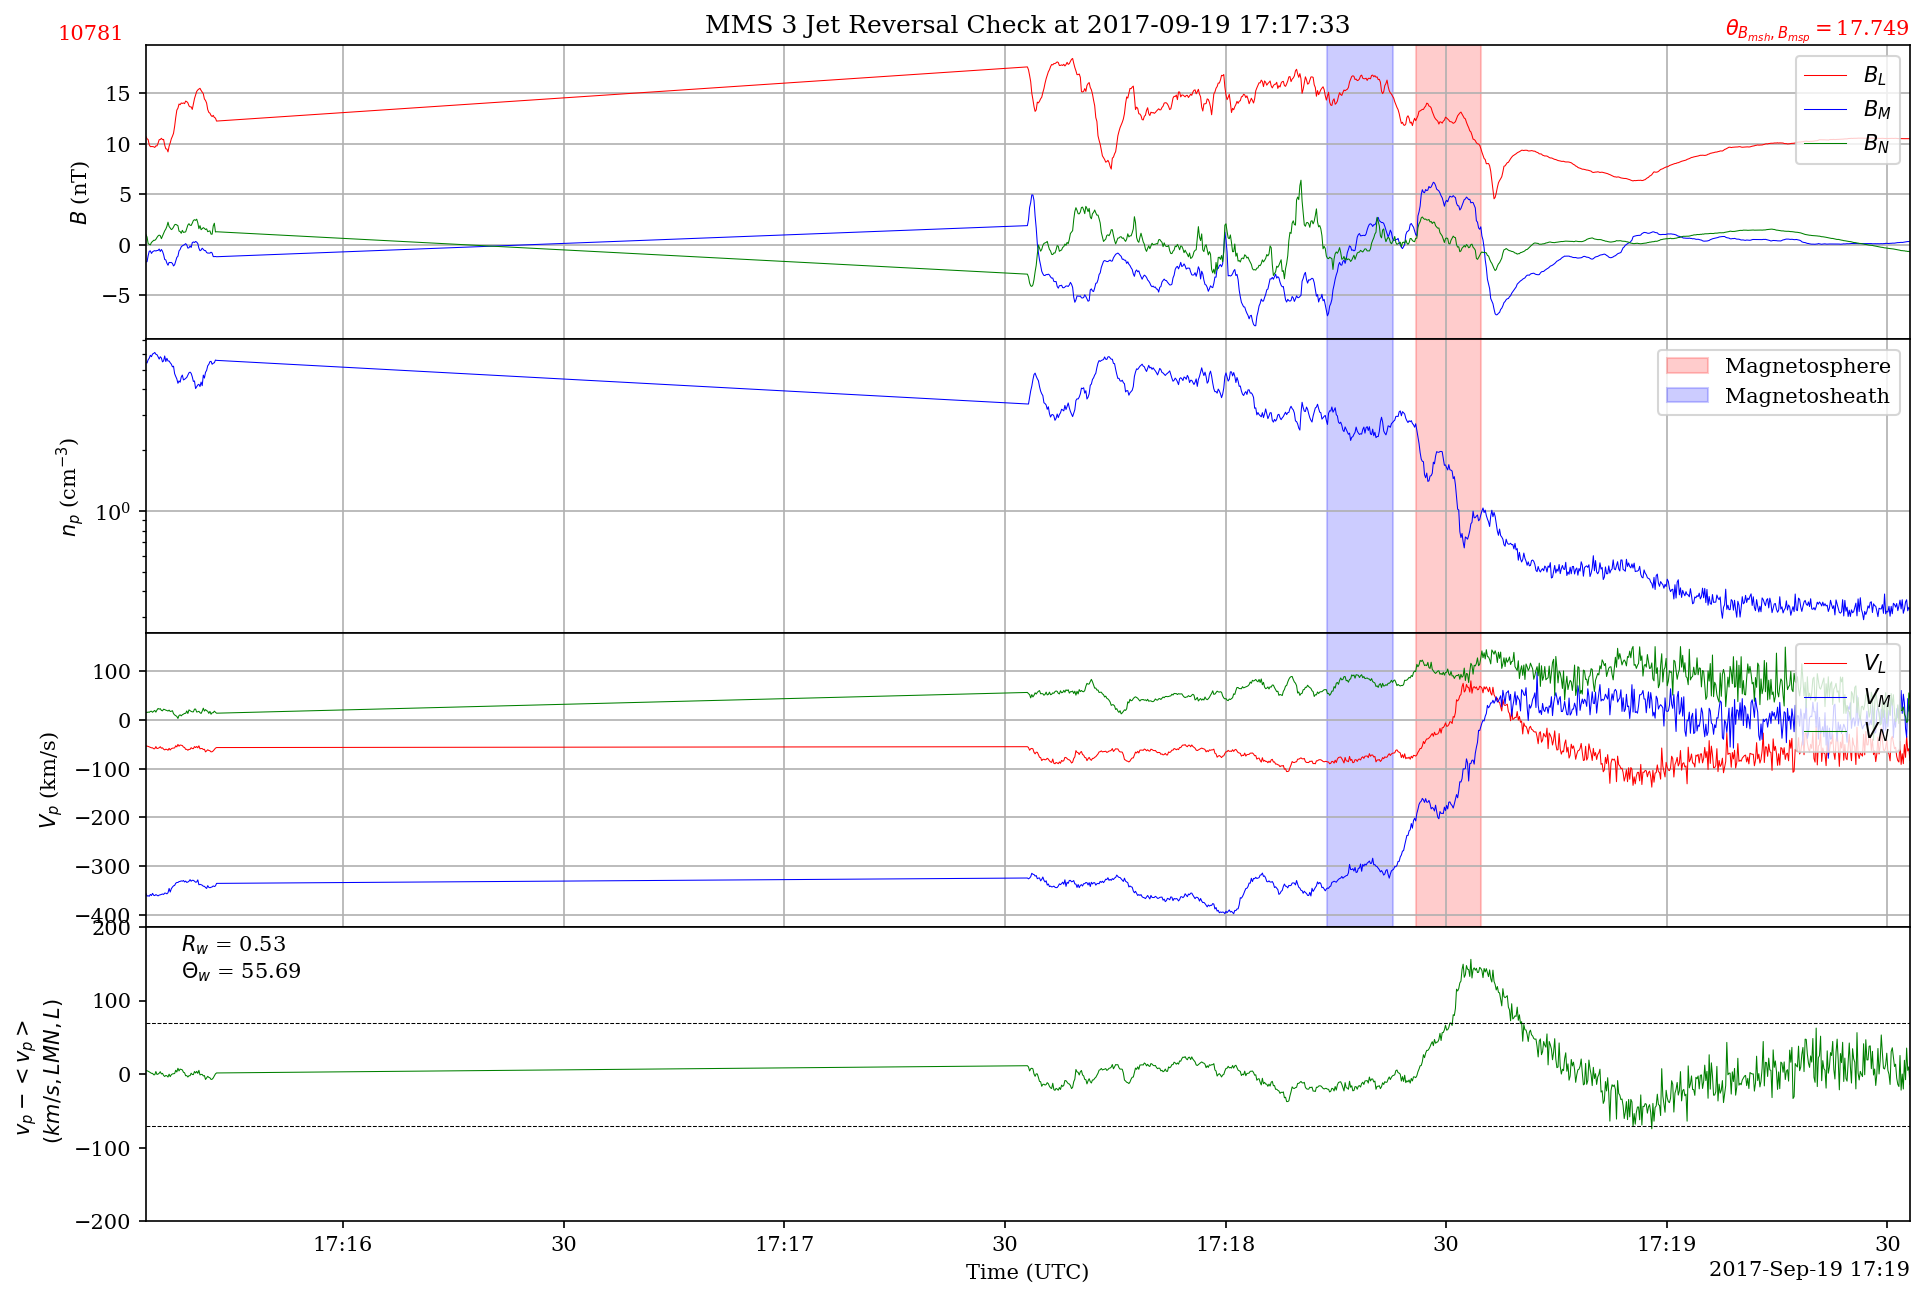 10781
MMS 3 Jet Reversal Check at 2017-09-19 17:17:33
θ_{B_{msh}, B_{msp}} = 17.749
15
10
5
0
−5
B (nT)
B_L
B_M
B_N
10^0
n_p (cm^{−3})
Magnetosphere
Magnetosheath
100
0
−100
−200
−300
−400
V_p (km/s)
V_L
V_M
V_N
200
100
0
−100
−200
v_p − < v_p >
(km/s, LMN, L)
R_w = 0.53
Θ_w = 55.69
17:16
30
17:17
30
17:18
30
17:19
30
Time (UTC)
2017-Sep-19 17:19